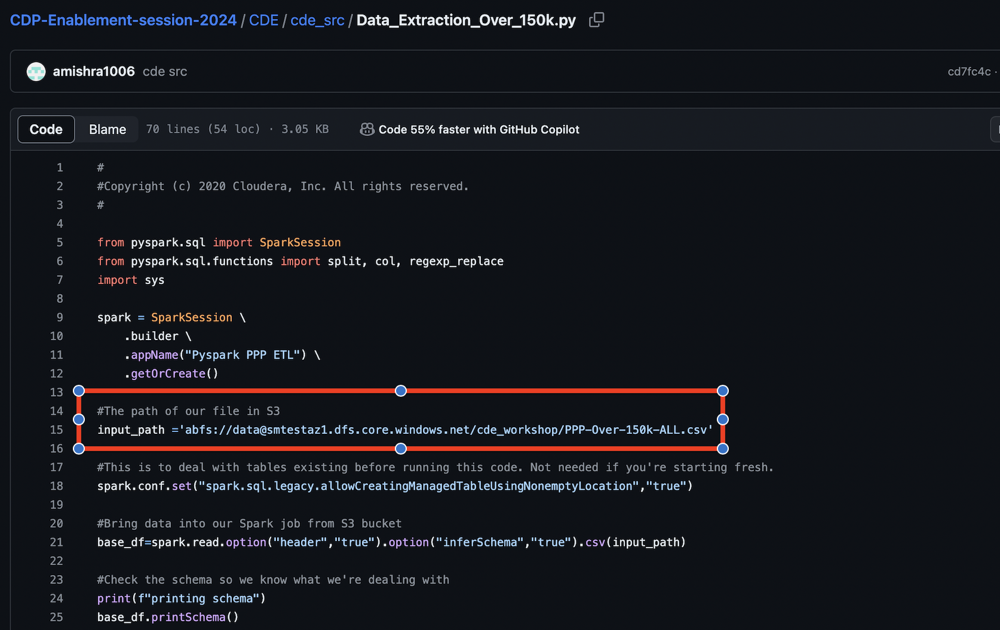 CDP-Enablement-session-2024 / CDE / cde_src / Data_Extraction_Over_150k.py
amishra1006 cde src cd7fc4c ·
Code Blame 70 lines (54 loc) · 3.05 KB Code 55% faster with GitHub Copilot
1 #
2 #Copyright (c) 2020 Cloudera, Inc. All rights reserved.
3 #
4
5 from pyspark.sql import SparkSession
6 from pyspark.sql.functions import split, col, regexp_replace
7 import sys
8
9 spark = SparkSession \
10     .builder \
11     .appName("Pyspark PPP ETL") \
12     .getOrCreate()
13
14 #The path of our file in S3
15 input_path ='abfs://data@smtestaz1.dfs.core.windows.net/cde_workshop/PPP-Over-150k-ALL.csv'
16
17 #This is to deal with tables existing before running this code. Not needed if you're starting fresh.
18 spark.conf.set("spark.sql.legacy.allowCreatingManagedTableUsingNonemptyLocation","true")
19
20 #Bring data into our Spark job from S3 bucket
21 base_df=spark.read.option("header","true").option("inferSchema","true").csv(input_path)
22
23 #Check the schema so we know what we're dealing with
24 print(f"printing schema")
25 base_df.printSchema()